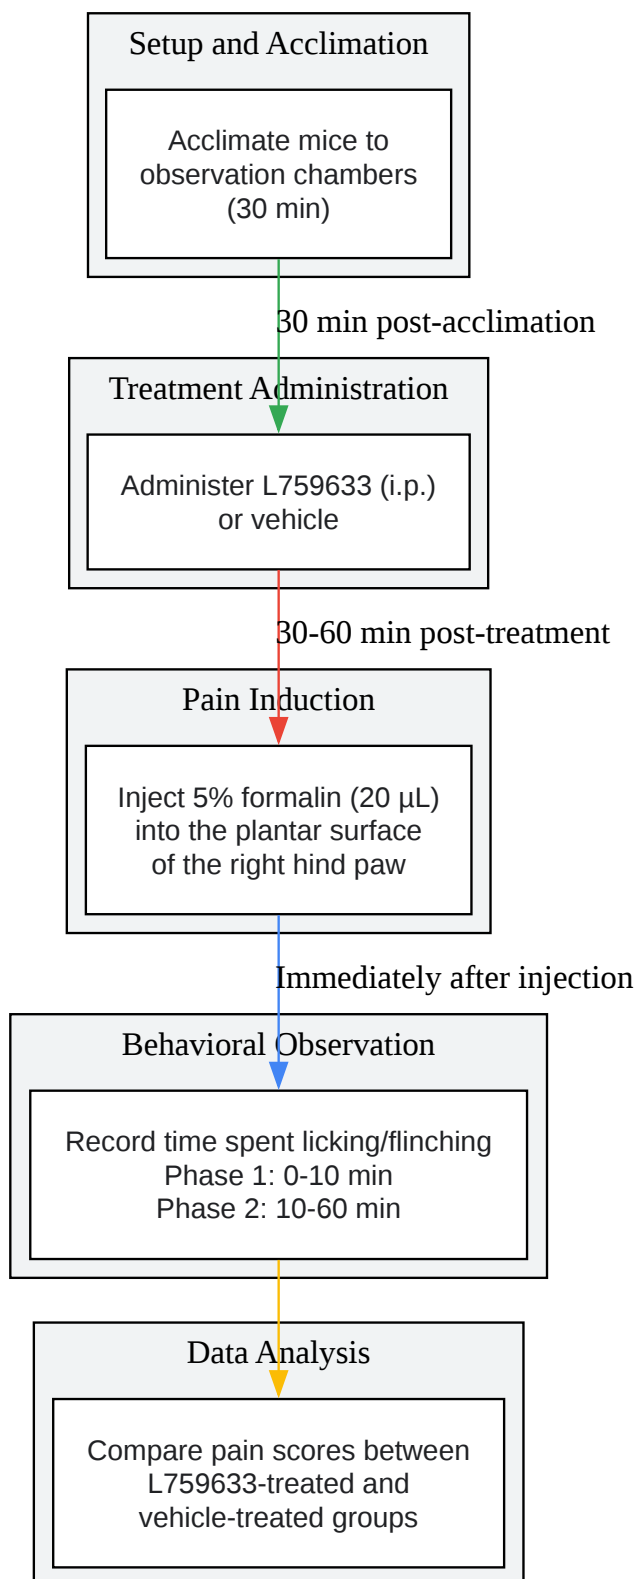 Setup and Acclimation
Acclimate mice to
observation chambers
(30 min)
30 min post-acclimation
Treatment Administration
Administer L759633 (i.p.)
or vehicle
30-60 min post-treatment
Pain Induction
Inject 5% formalin (20 µL)
into the plantar surface
of the right hind paw
Immediately after injection
Behavioral Observation
Record time spent licking/flinching
Phase 1: 0-10 min
Phase 2: 10-60 min
Data Analysis
Compare pain scores between
L759633-treated and
vehicle-treated groups